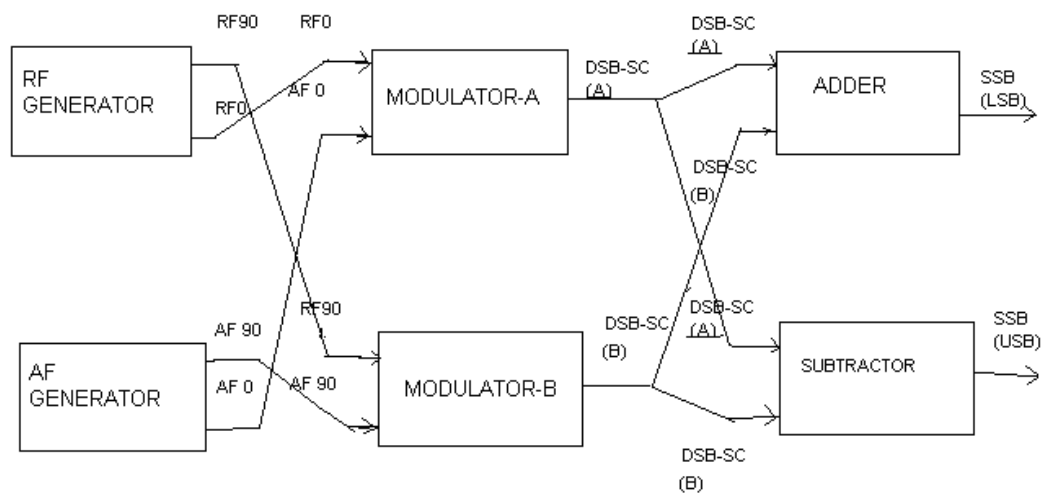 RF90
RF0
DSB-SC
(A)
DSB-SC
(A)
RF
GENERATOR
RF0
AF 0
MODULATOR-A
ADDER
SSB
(LSB)
DSB-SC
(B)
AF 90
RF90
DSB-SC
(B)
DSB-SC
(A)
SSB
(USB)
AF
GENERATOR
AF 0
AF 90
MODULATOR-B
SUBTRACTOR
DSB-SC
(B)